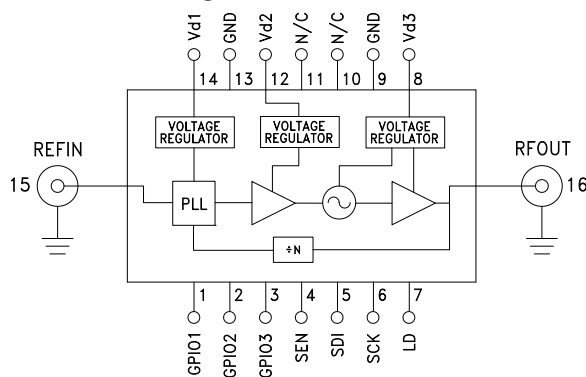 Vd1 GND Vd2 N/C N/C GND Vd3
14 13 12 11 10 9 8
VOLTAGE REGULATOR
VOLTAGE REGULATOR
VOLTAGE REGULATOR
REFIN
RFOUT
15
16
PLL
÷N
1 2 3 4 5 6 7
GPIO1 GPIO2 GPIO3 SEN SDI SCK LD